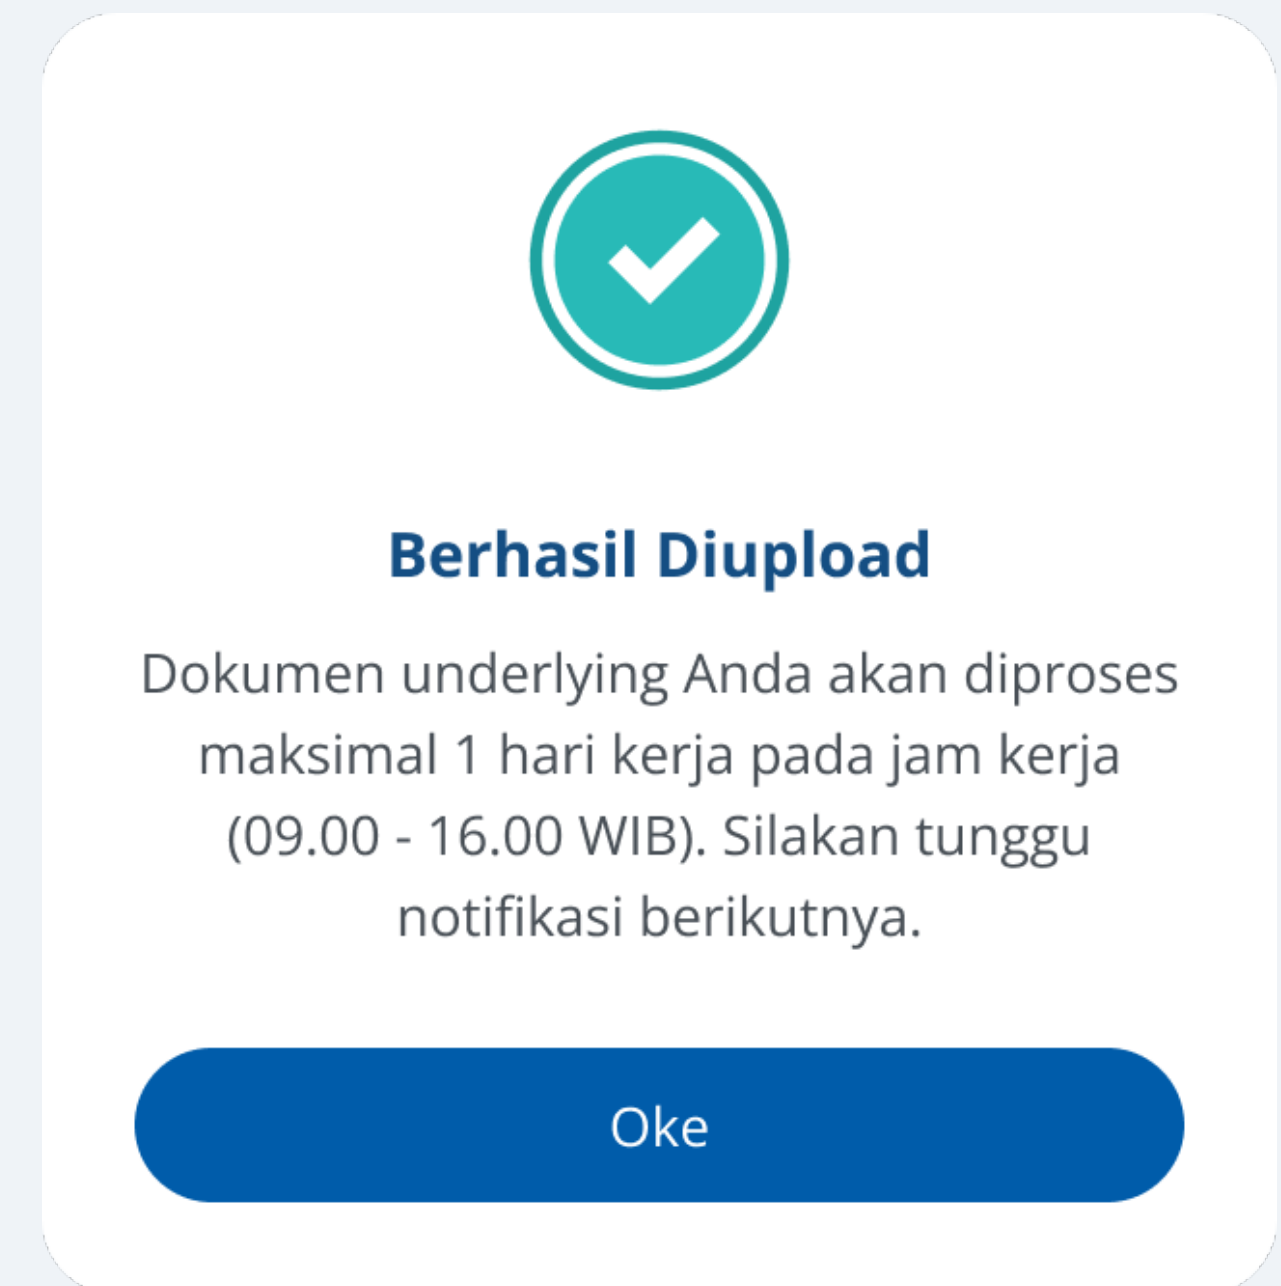 Berhasil Diupload
Dokumen underlying Anda akan diproses
maksimal 1 hari kerja pada jam kerja
(09.00 - 16.00 WIB). Silakan tunggu
notifikasi berikutnya.
Oke